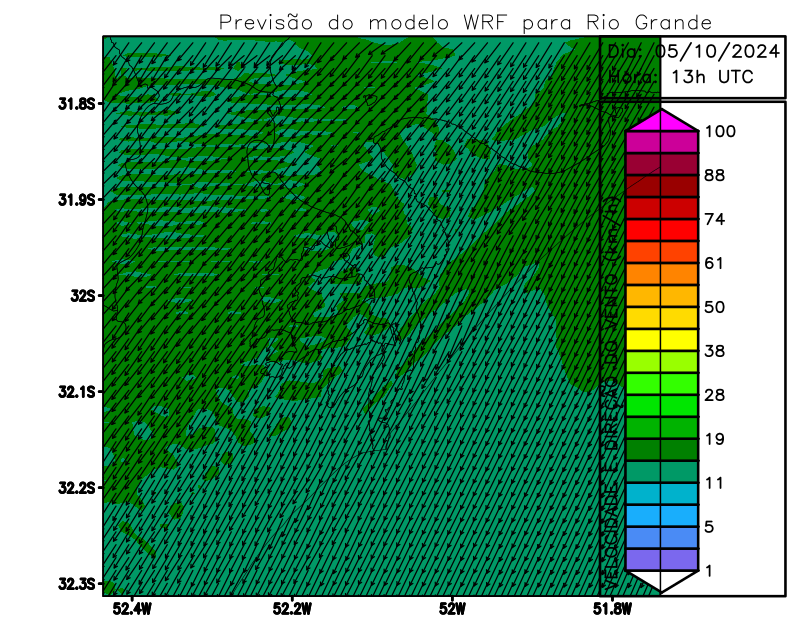 Previsão do modelo WRF para Rio Grande
Dia: 05/10/2024
Hora: 13h UTC
31.8S
31.9S
32S
32.1S
32.2S
32.3S
52.4W
52.2W
52W
51.8W
VELOCIDADE E DIREÇÃO DO VENTO (km/h)
100
88
74
61
50
38
28
19
11
5
1